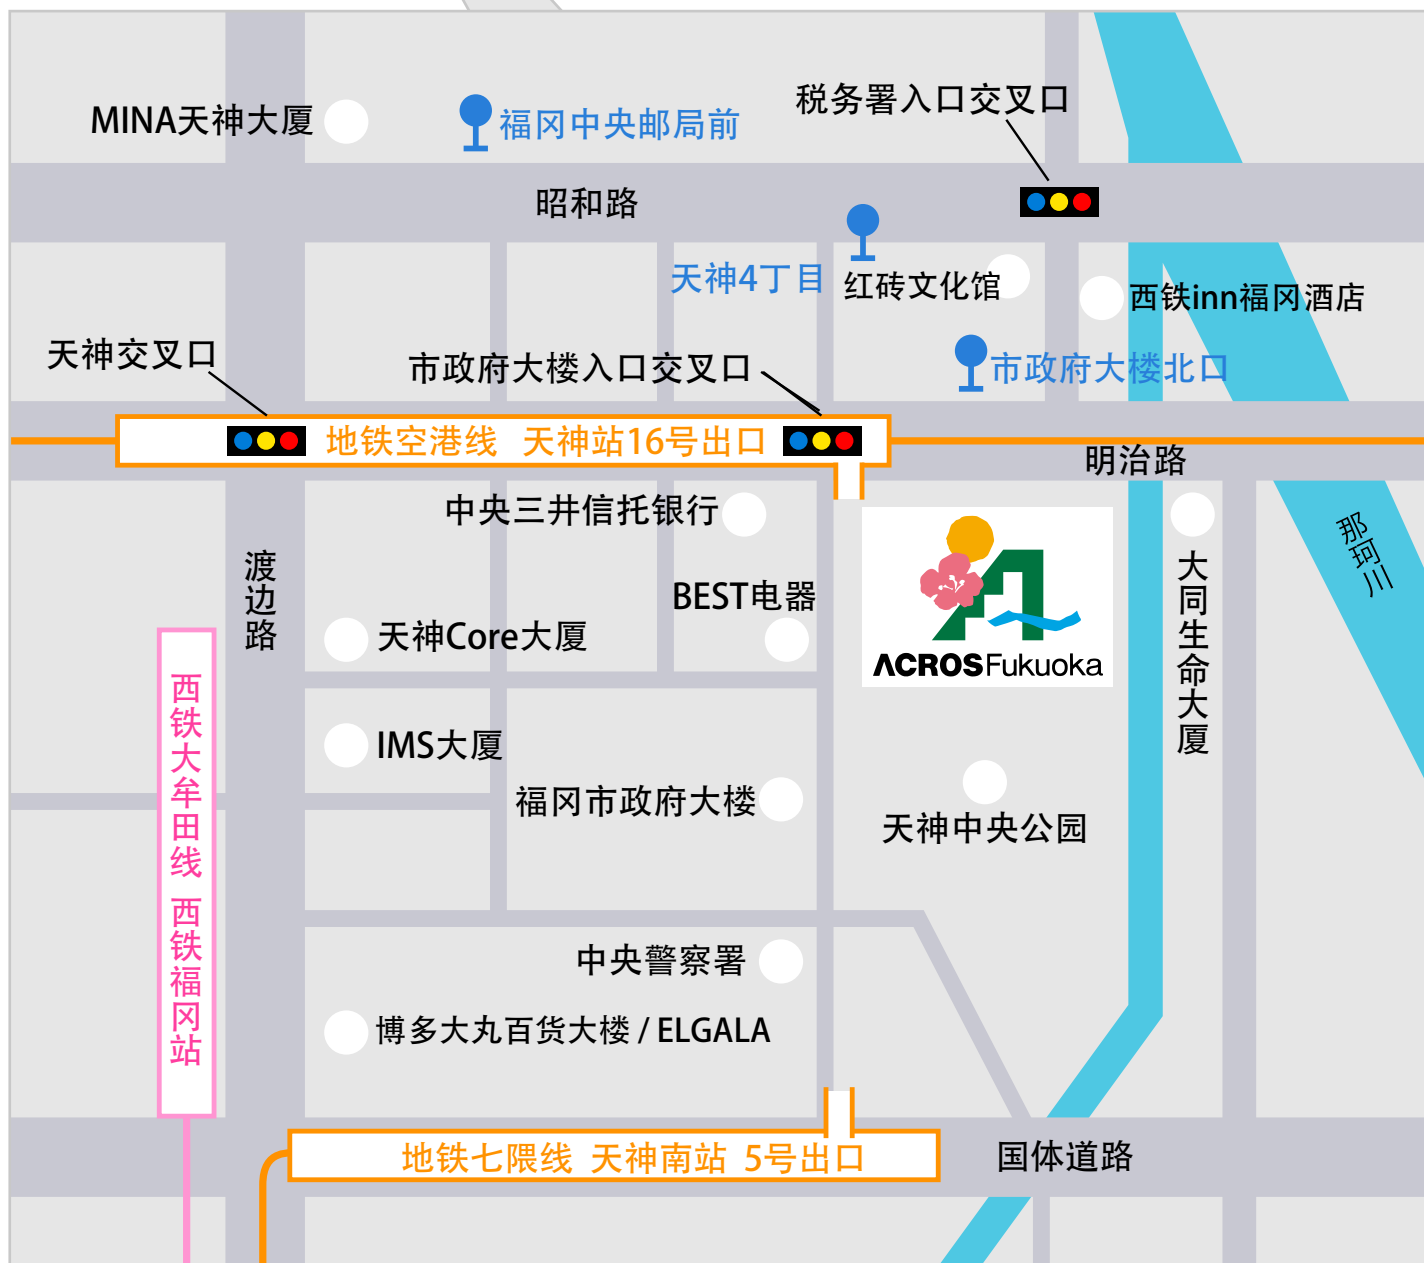 税务署入口交叉口
MINA天神大厦
福冈中央邮局前
昭和路
天神4丁目
红砖文化馆
西铁inn福冈酒店
天神交叉口
市政府大楼入口交叉口
市政府大楼北口
地铁空港线 天神站16号出口
明治路
中央三井信托银行
那珂川
渡边路
BEST电器
大同生命大厦
天神Core大厦
ACROS Fukuoka
西铁大牟田线 西铁福冈站
IMS大厦
福冈市政府大楼
天神中央公园
中央警察署
博多大丸百货大楼 / ELGALA
地铁七隈线 天神南站 5号出口
国体道路